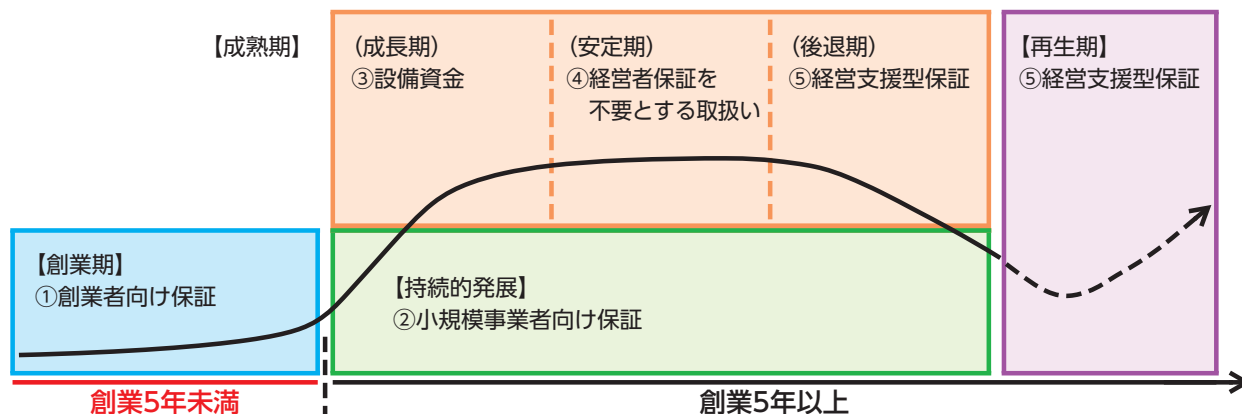 【成熟期】
(成長期)
③設備資金
(安定期)
④経営者保証を
不要とする取扱い
(後退期)
⑤経営支援型保証
【再生期】
⑤経営支援型保証
【創業期】
①創業者向け保証
【持続的発展】
②小規模事業者向け保証
創業5年未満
創業5年以上